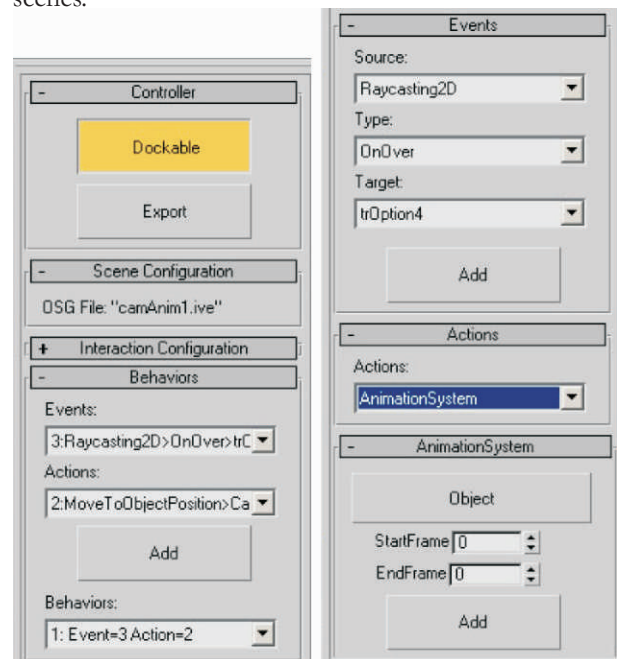 scenes.
- Controller
Dockable
Export
- Scene Configuration
OSG File: "camAnim1.ive"
+ Interaction Configuration
- Behaviors
Events:
3:Raycasting2D>OnOver>trC
Actions:
2:MoveToObjectPosition>Ca
Add
Behaviors:
1: Event=3 Action=2
- Events
Source:
Raycasting2D
Type:
OnOver
Target:
trOption4
Add
- Actions
Actions:
AnimationSystem
- AnimationSystem
Object
StartFrame 0
EndFrame 0
Add